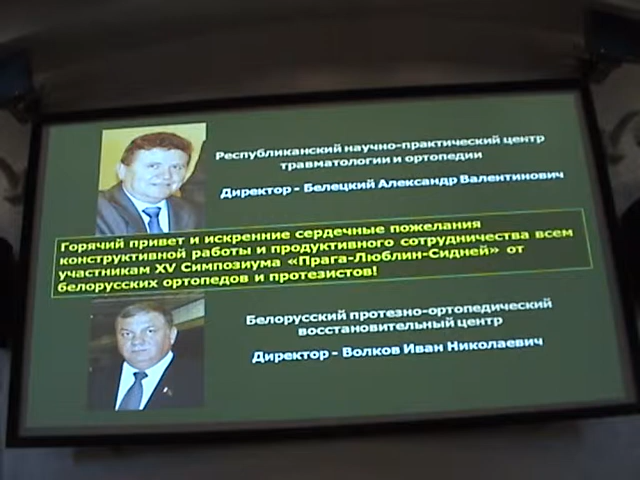 Республиканский научно-практический центр
травматологии и ортопедии
Директор - Белецкий Александр Валентинович
Горячий привет и искренние сердечные пожелания
конструктивной работы и продуктивного сотрудничества всем
участникам XV Симпозиума «Прага-Люблин-Сидней» от
белорусских ортопедов и протезистов!
Белорусский протезно-ортопедический
восстановительный центр
Директор - Волков Иван Николаевич